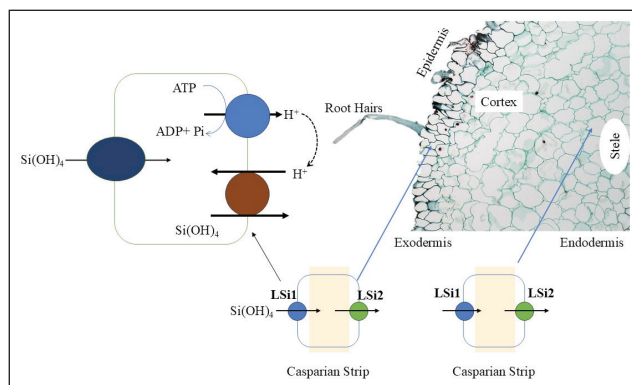 ATP
H+
ADP+ Pi
Si(OH)4
H+
Si(OH)4
Epidermis
Root Hairs
Cortex
Stele
Exodermis
Endodermis
LSi1
LSi2
Si(OH)4
Casparian Strip
LSi1
LSi2
Casparian Strip